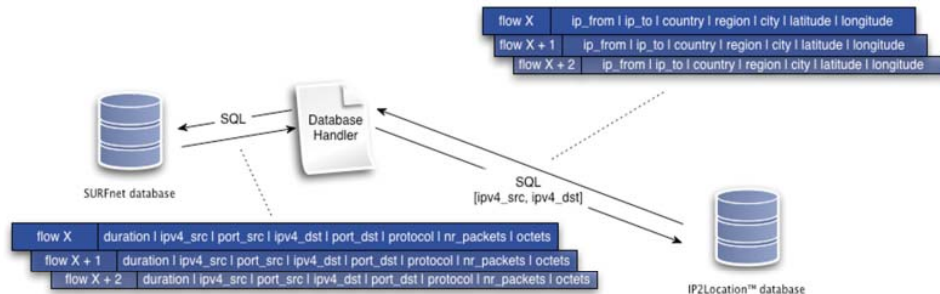 flow X ip_from | ip_to | country | region | city | latitude | longitude
flow X + 1 ip_from | ip_to | country | region | city | latitude | longitude
flow X + 2 ip_from | ip_to | country | region | city | latitude | longitude
SQL
Database
Handler
SURFnet database
SQL
[ipv4_src, ipv4_dst]
flow X duration | ipv4_src | port_src | ipv4_dst | port_dst | protocol | nr_packets | octets
flow X + 1 duration | ipv4_src | port_src | ipv4_dst | port_dst | protocol | nr_packets | octets
flow X + 2 duration | ipv4_src | port_src | ipv4_dst | port_dst | protocol | nr_packets | octets
IP2Location™ database